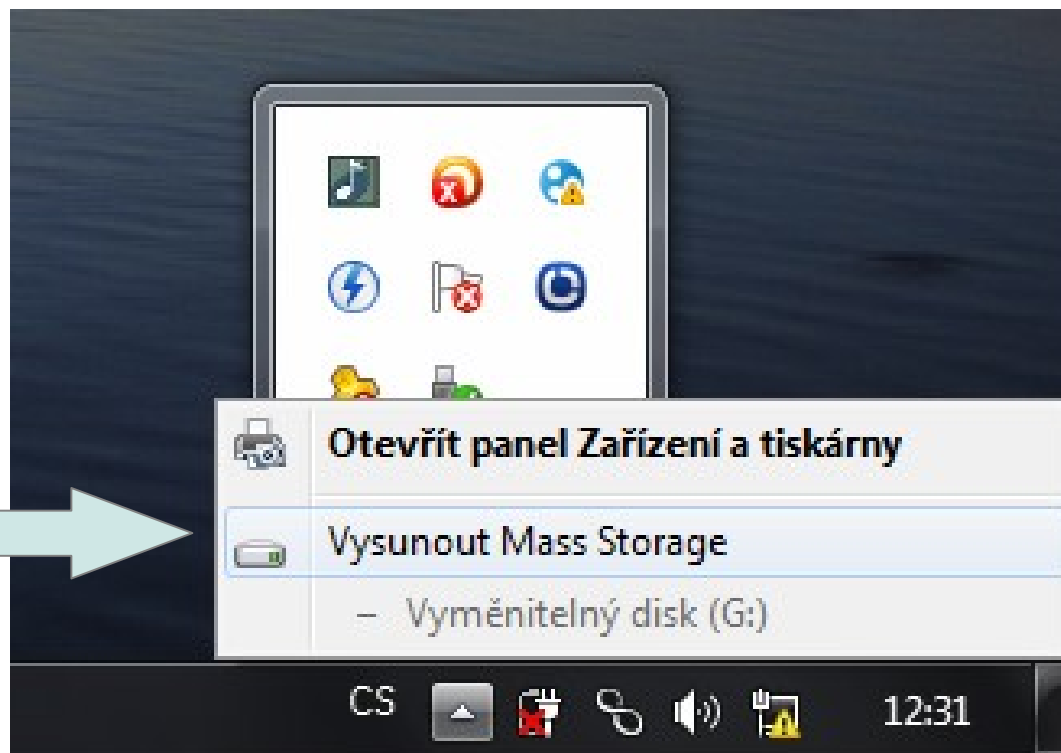 Otevřít panel Zařízení a tiskárny
Vysunout Mass Storage
– Vyměnitelný disk (G:)
CS 12:31